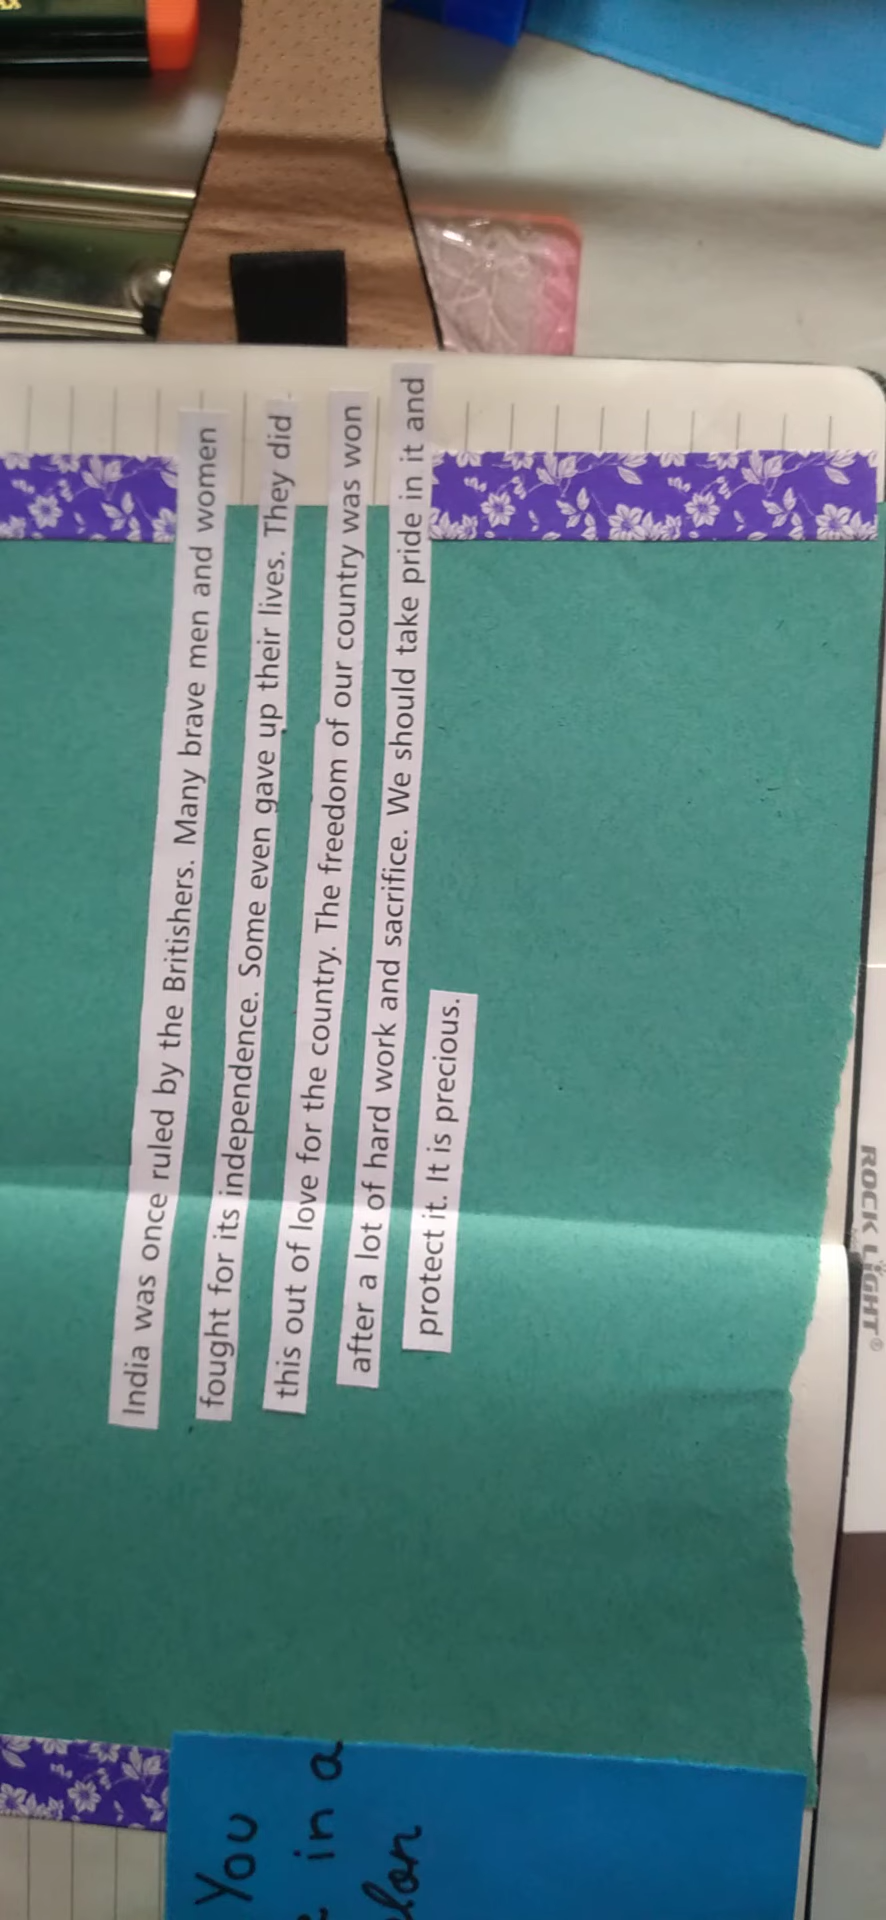 India was once ruled by the Britishers. Many brave men and women
fought for its independence. Some even gave up their lives. They did
this out of love for the country. The freedom of our country was won
after a lot of hard work and sacrifice. We should take pride in it and
protect it. It is precious.
You
in a
ROCK LIGHT